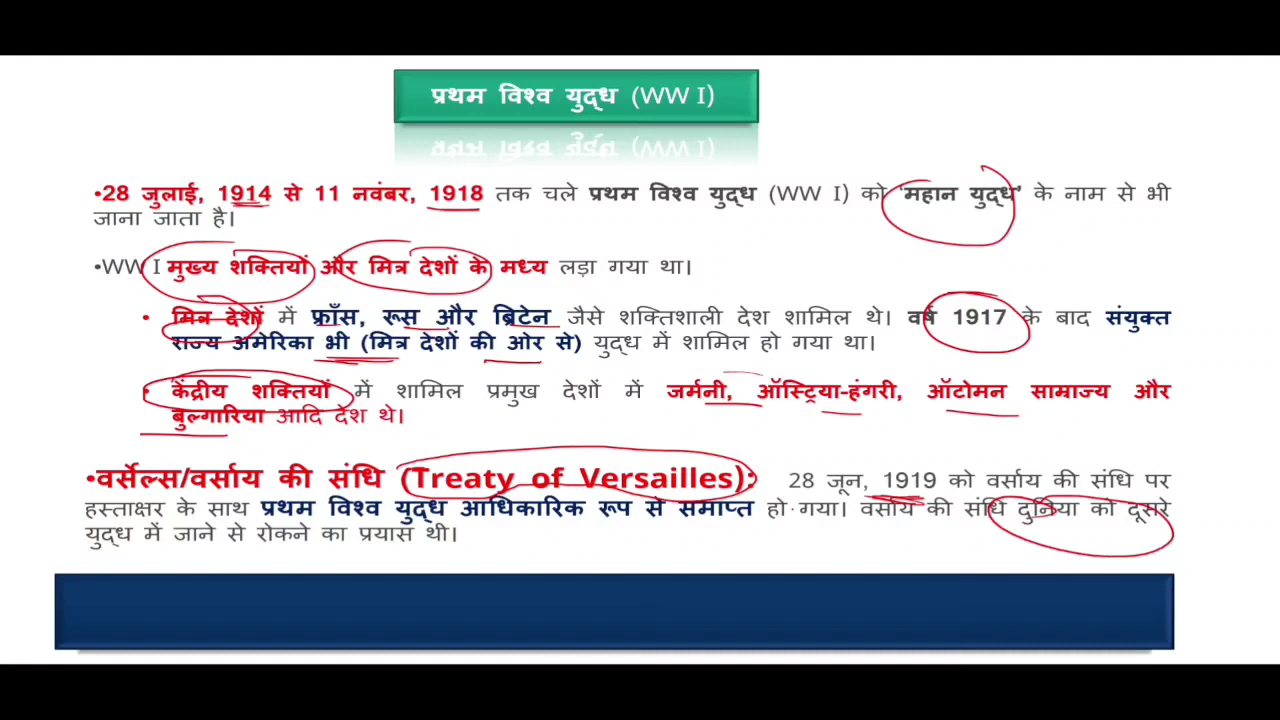 प्रथम विश्व युद्ध (WW I)
•28 जुलाई, 1914 से 11 नवंबर, 1918 तक चले प्रथम विश्व युद्ध (WW I) को 'महान युद्ध' के नाम से भी
जाना जाता है।
•WW I मुख्य शक्तियों और मित्र देशों के मध्य लड़ा गया था।
• मित्र देशों में फ्राँस, रूस और ब्रिटेन जैसे शक्तिशाली देश शामिल थे। वर्ष 1917 के बाद संयुक्त
राज्य अमेरिका भी (मित्र देशों की ओर से) युद्ध में शामिल हो गया था।
• केंद्रीय शक्तियों में शामिल प्रमुख देशों में जर्मनी, ऑस्ट्रिया-हंगरी, ऑटोमन साम्राज्य और
बुल्गारिया आदि देश थे।
•वर्सेल्स/वर्साय की संधि (Treaty of Versailles): 28 जून, 1919 को वर्साय की संधि पर
हस्ताक्षर के साथ प्रथम विश्व युद्ध आधिकारिक रूप से समाप्त हो गया। वर्साय की संधि दुनिया को दूसरे
युद्ध में जाने से रोकने का प्रयास थी।